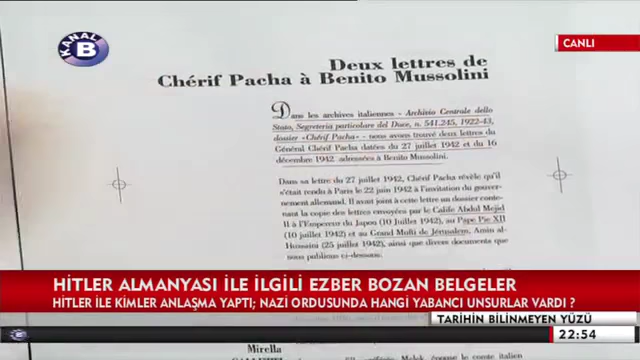 KANAL
B
CANLI
Deux lettres de
Chérif Pacha à Benito Mussolini
Dans les archives italiennes - Archivio Centrale dello
Stato, Segreteria particolare del Duce, n. 541.245, 1922-43,
dossier «Chérif Pacha» - nous avons trouvé deux lettres du
Général Chérif Pacha datées du 27 juillet 1942 et du 16
décembre 1942 adressées à Benito Mussolini.
Dans sa lettre du 27 juillet 1942, Chérif Pacha révèle qu'il
s'était rendu à Paris le 22 juin 1942 à l'invitation du gouver-
nement allemand. Il avait joint à cette lettre un dossier conte-
nant la copie des lettres envoyées par le Calife Abdul Mejid
II à l'Empereur du Japon (10 Juillet 1942), au Pape Pie XII
(10 juillet 1942) et au Grand Mufti de Jérusalem, Amin al-
Hussaini (25 juillet 1942), ainsi que divers documents que
nous publions ci-dessous.
HİTLER ALMANYASI İLE İLGİLİ EZBER BOZAN BELGELER
HİTLER İLE KİMLER ANLAŞMA YAPTI; NAZİ ORDUSUNDA HANGİ YABANCI UNSURLAR VARDI ?
TARİHİN BİLİNMEYEN YÜZÜ
B
22:54
Mirella